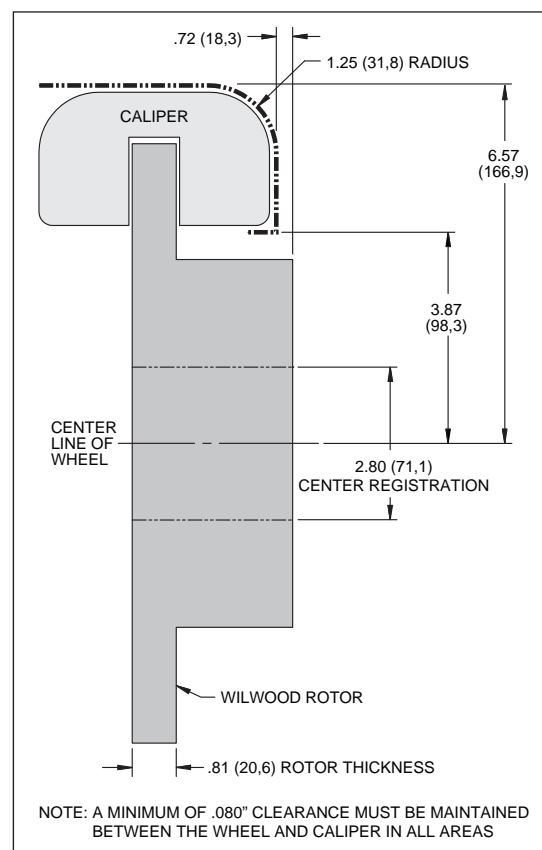 .72 (18,3)
1.25 (31,8) RADIUS
CALIPER
6.57
(166,9)
3.87
(98,3)
CENTER
LINE OF
WHEEL
2.80 (71,1)
CENTER REGISTRATION
WILWOOD ROTOR
.81 (20,6) ROTOR THICKNESS
NOTE: A MINIMUM OF .080" CLEARANCE MUST BE MAINTAINED
BETWEEN THE WHEEL AND CALIPER IN ALL AREAS